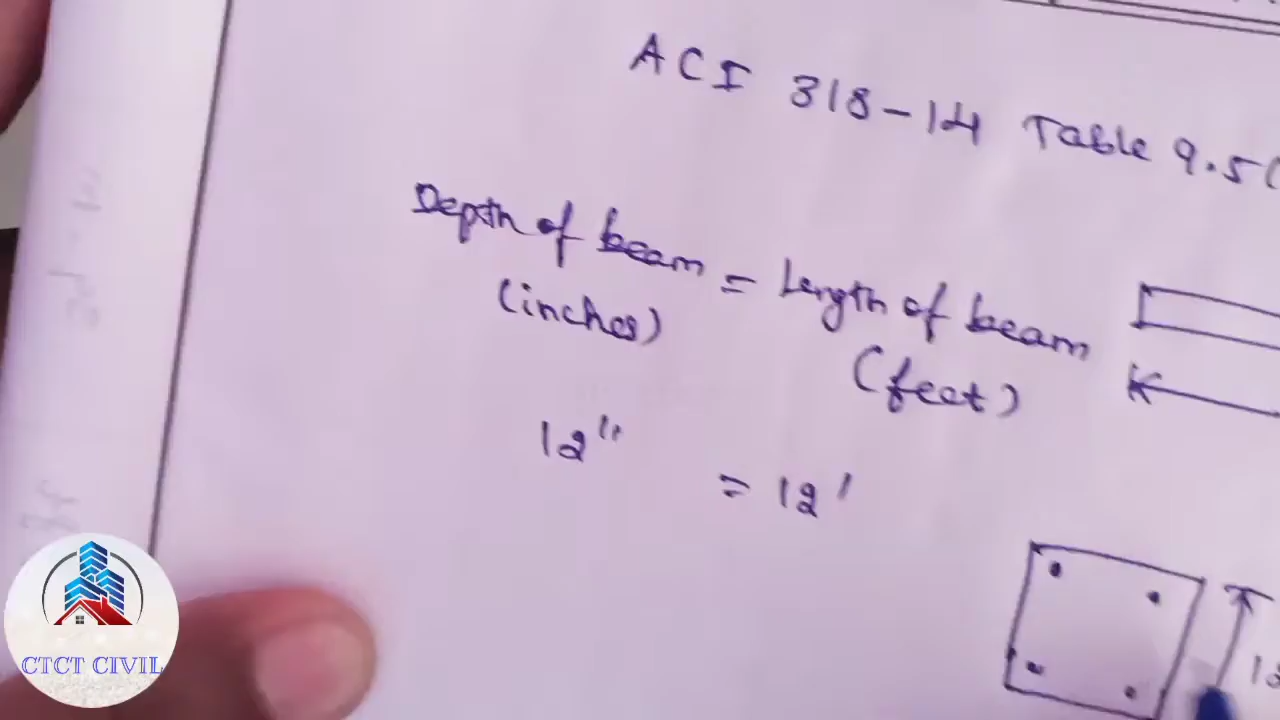 ACI 318-14 Table 9.5(
Depth of beam = Length of beam
(inches) (feet)
12" = 12'
CTCT CIVIL